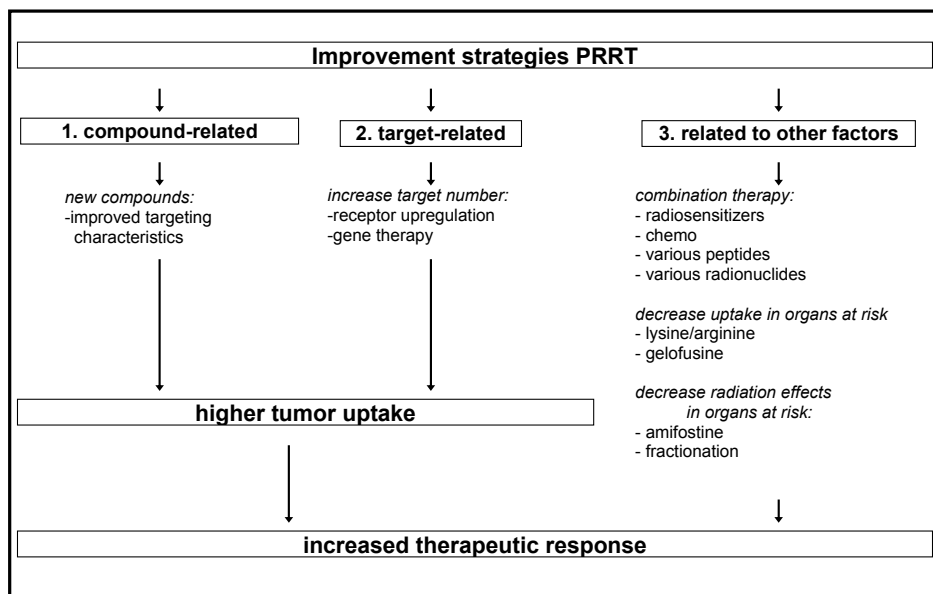 Improvement strategies PRRT
1. compound-related
2. target-related
3. related to other factors
new compounds:
-improved targeting
characteristics
increase target number:
-receptor upregulation
-gene therapy
combination therapy:
- radiosensitizers
- chemo
- various peptides
- various radionuclides
decrease uptake in organs at risk
- lysine/arginine
- gelofusine
decrease radiation effects
in organs at risk:
- amifostine
- fractionation
higher tumor uptake
increased therapeutic response